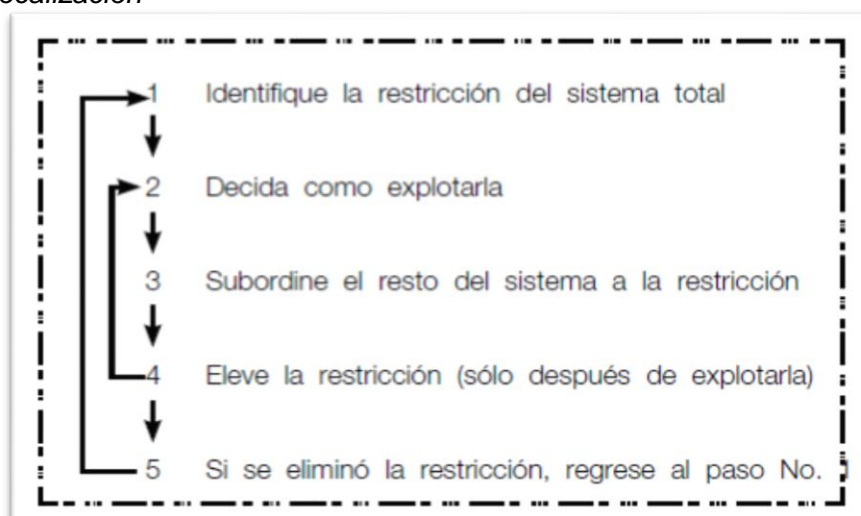 1 Identifique la restricción del sistema total
2 Decida como explotarla
3 Subordine el resto del sistema a la restricción
4 Eleve la restricción (sólo después de explotarla)
5 Si se eliminó la restricción, regrese al paso No.